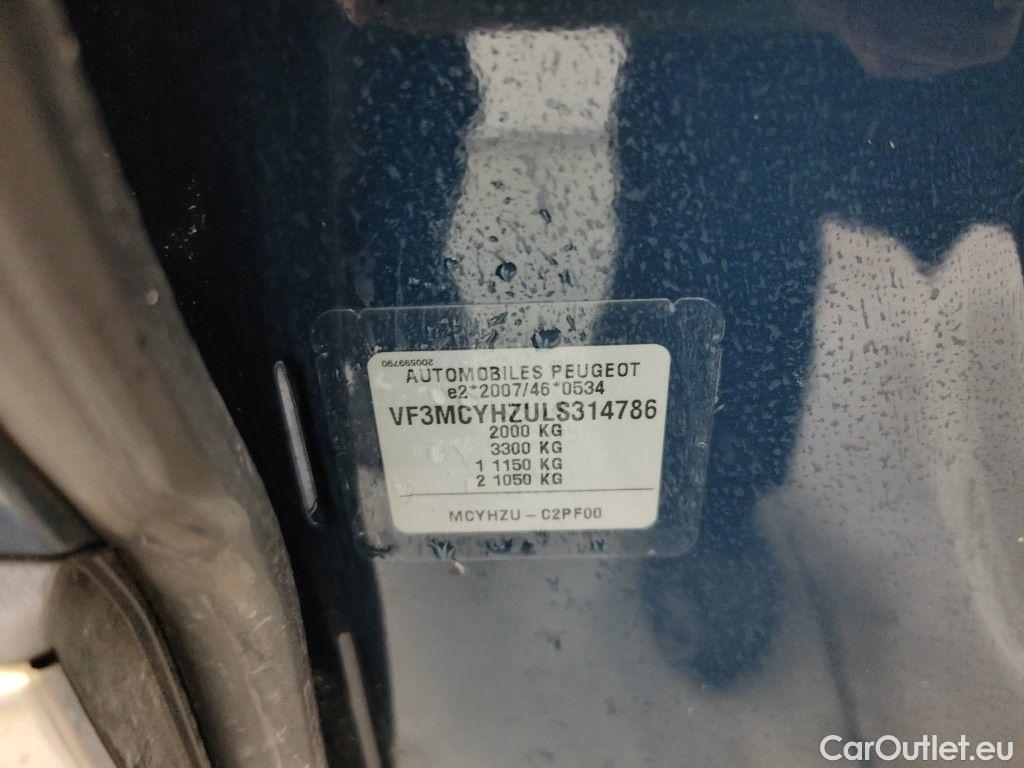 200599790
AUTOMOBILES PEUGEOT
e2*2007/46*0534
VF3MCYHZULS314786
2000 KG
3300 KG
1 1150 KG
2 1050 KG
MCYHZU - C2PF00
CarOutlet.eu